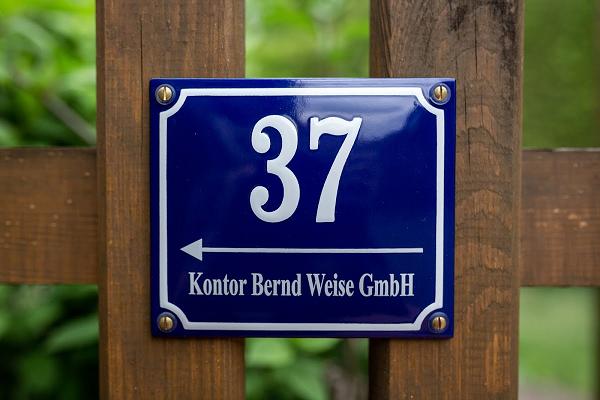 37
Kontor Bernd Weise GmbH